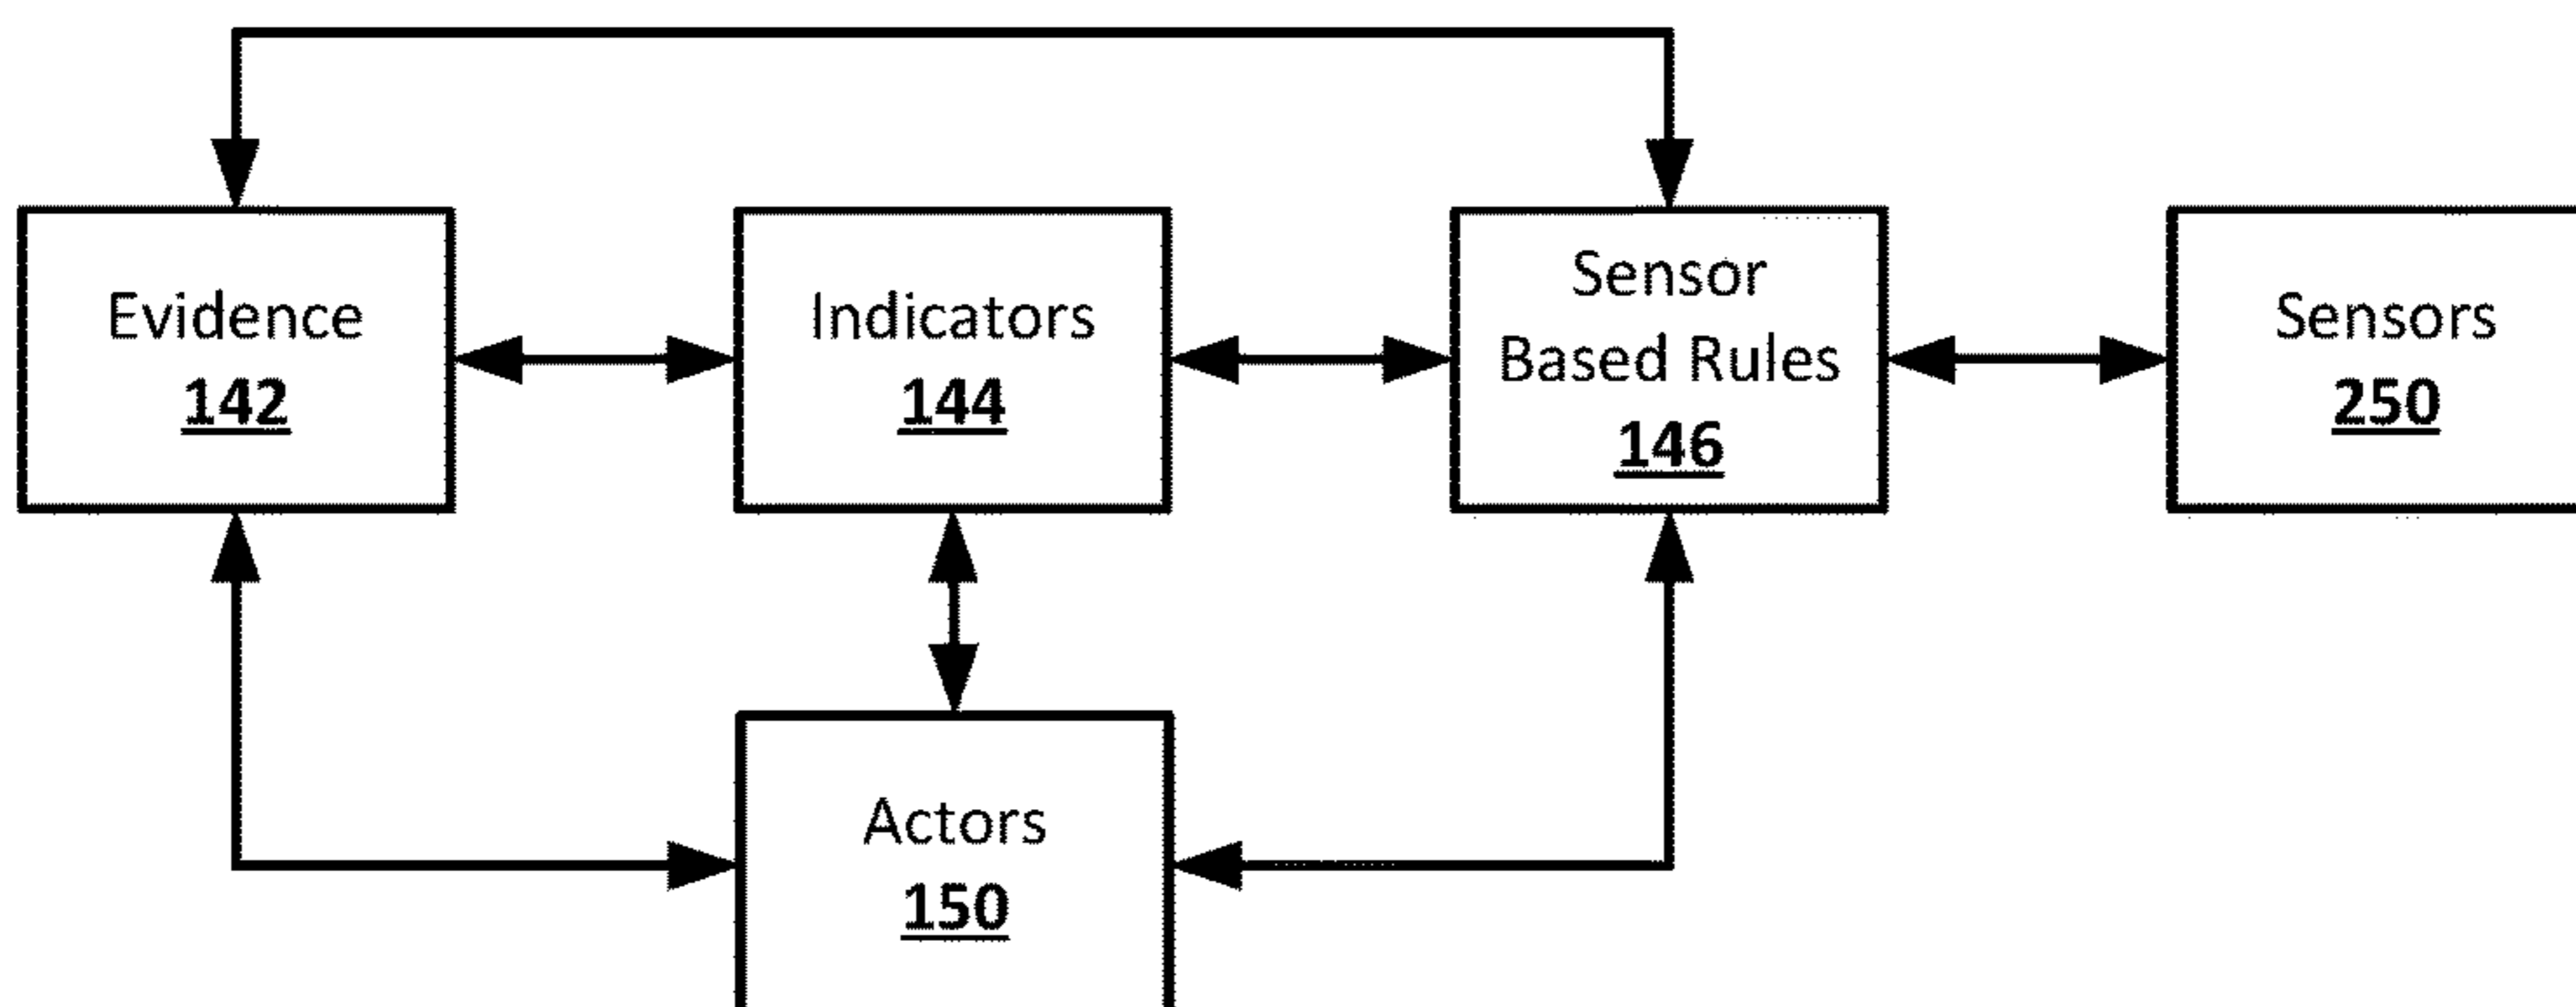 Evidence
142
Indicators
144
Sensor
Based Rules
146
Sensors
250
Actors
150